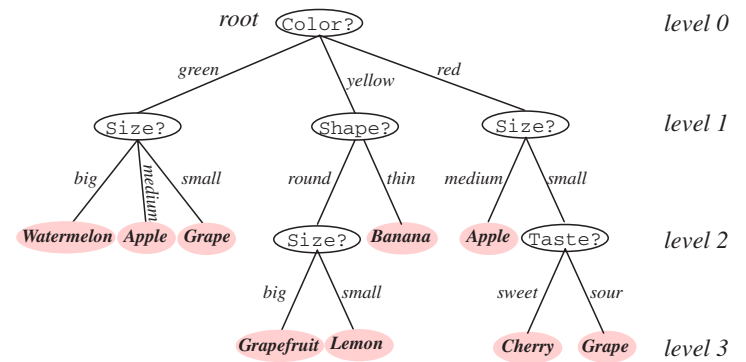 root Color? level 0
green yellow red
Size? Shape? Size? level 1
big medium small round thin medium small
Watermelon Apple Grape Size? Banana Apple Taste? level 2
big small sweet sour
Grapefruit Lemon Cherry Grape level 3